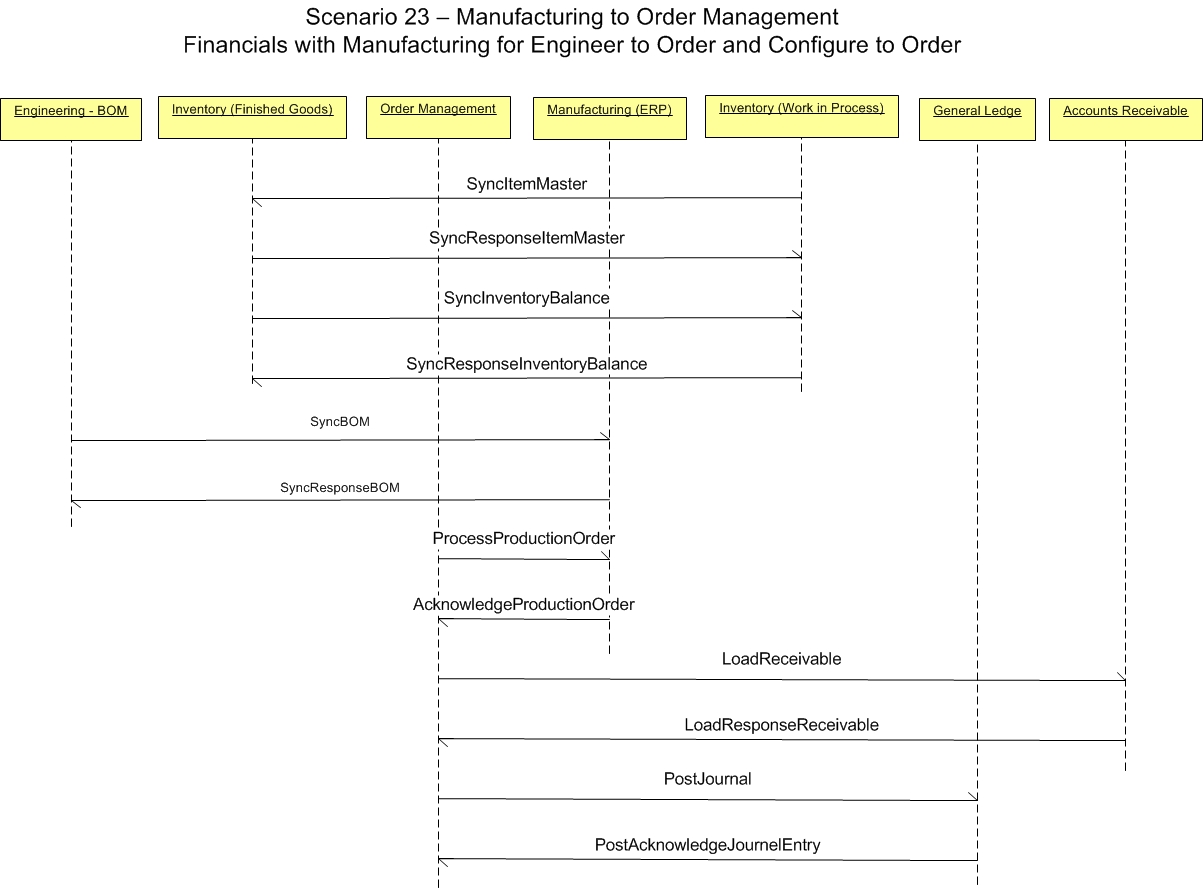 Scenario 23 – Manufacturing to Order Management
Financials with Manufacturing for Engineer to Order and Configure to Order
Engineering - BOM
Inventory (Finished Goods)
Order Management
Manufacturing (ERP)
Inventory (Work in Process)
General Ledge
Accounts Receivable
SyncItemMaster
SyncResponseItemMaster
SyncInventoryBalance
SyncResponseInventoryBalance
SyncBOM
SyncResponseBOM
ProcessProductionOrder
AcknowledgeProductionOrder
LoadReceivable
LoadResponseReceivable
PostJournal
PostAcknowledgeJournelEntry